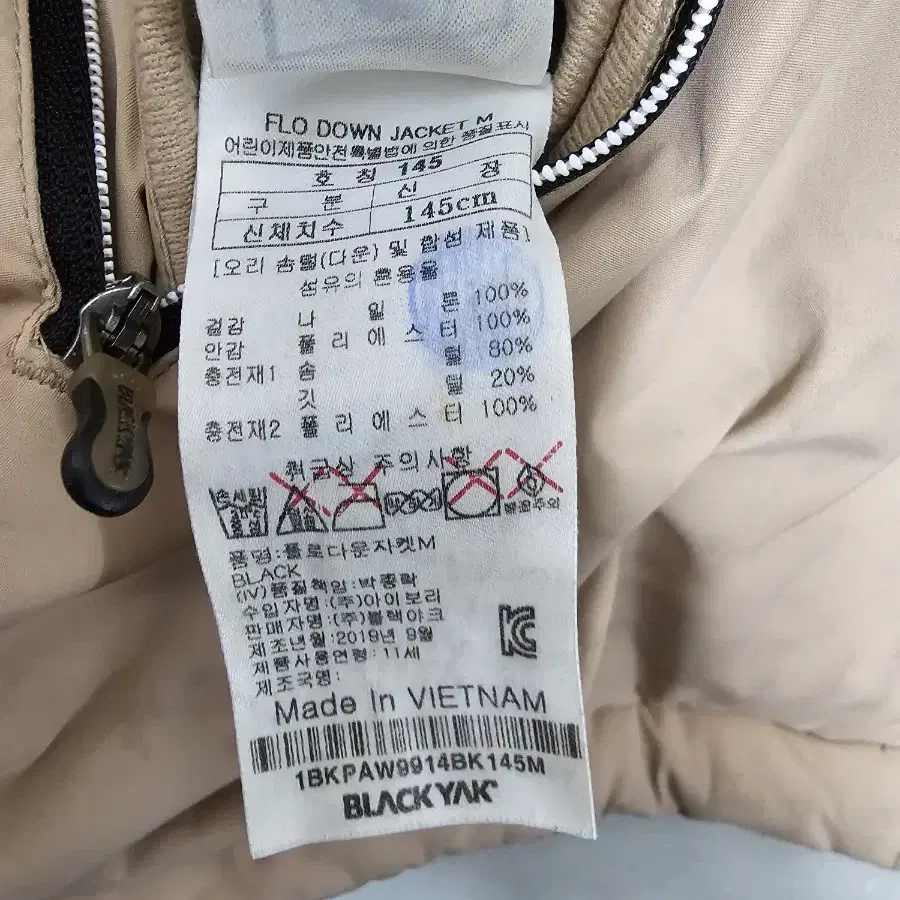 FLO DOWN JACKET M
어린이제품안전특별법에 의한 품질표시
호 칭 145
구 분 신 장
신체치수 145cm
[오리 솜털(다운) 및 합성 제품]
섬유의 혼용율
겉감 나 일 론 100%
안감 폴 리 에 스 터 100%
충전재1 솜 털 80%
깃 털 20%
충전재2 폴 리 에 스 터 100%
취급상 주의사항
손세탁
품명:플로다운자켓M
BLACK
(IV)품질책임:박종락
수입자명:(주)아이보리
판매자명:(주)블랙야크
제조년월:2019년 9월
제품사용연령:11세
제조국명:
Made In VIETNAM
1BKPAW9914BK145M
BLACKYAK
BLACKYAK